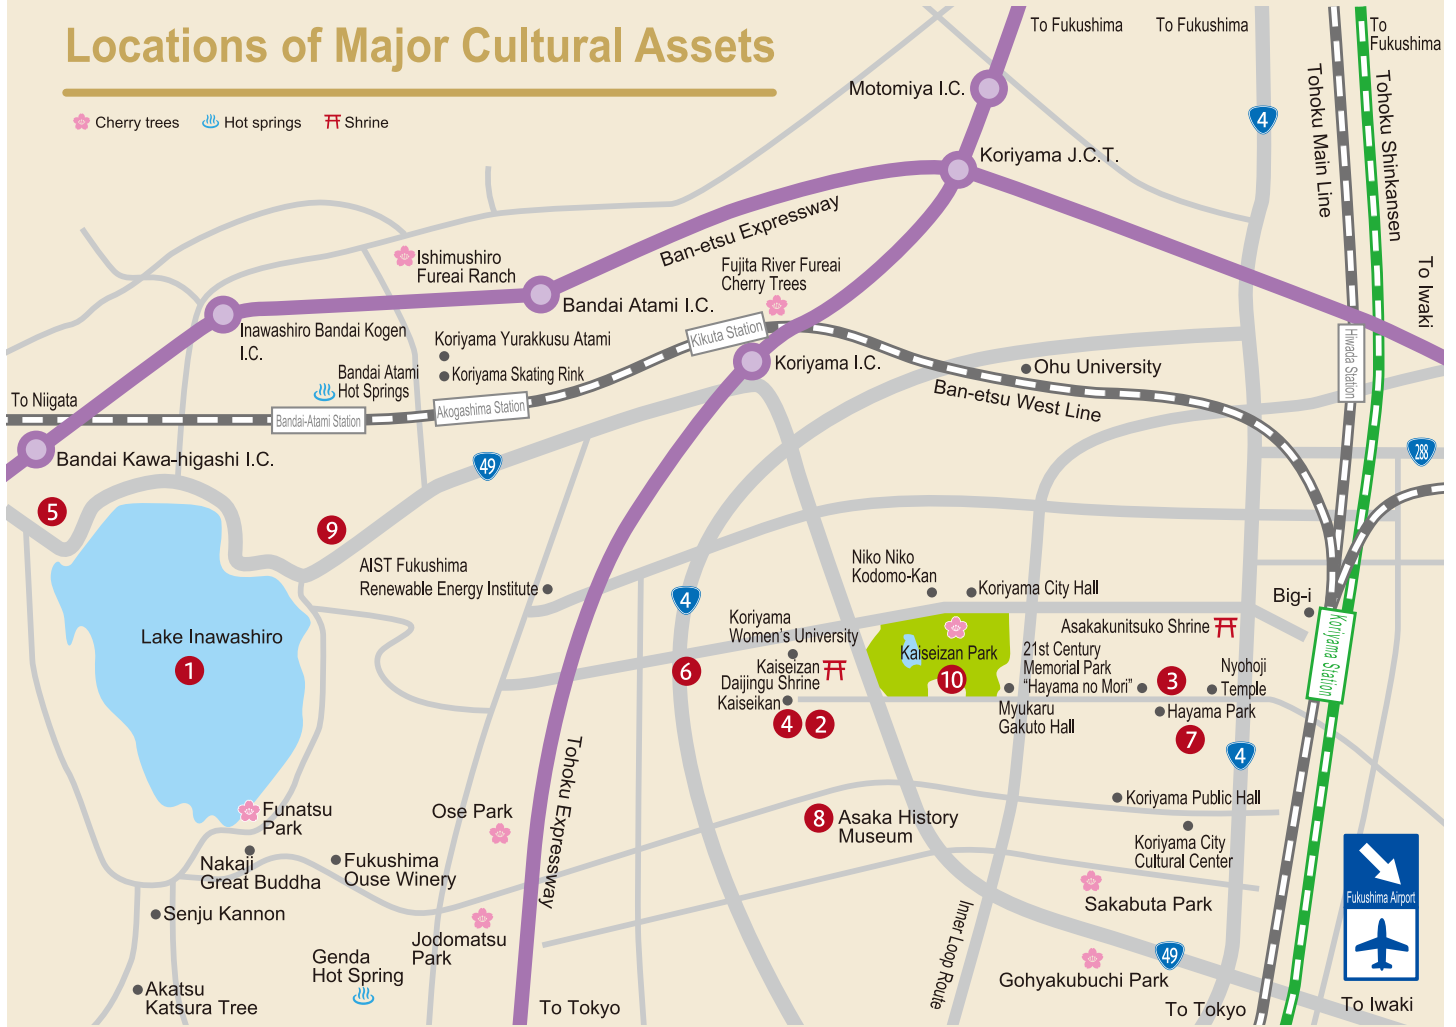 Locations of Major Cultural Assets
Cherry trees
Hot springs
Shrine
To Fukushima
To Fukushima
To
Fukushima
Motomiya I.C.
Koriyama J.C.T.
4
Tohoku Main Line
Tohoku Shinkansen
To Iwaki
Ban-etsu Expressway
Ishimushiro
Fureai Ranch
Fujita River Fureai
Cherry Trees
Bandai Atami I.C.
Inawashiro Bandai Kogen
I.C.
Koriyama Yurakkusu Atami
Koriyama Skating Rink
Kikuta Station
Koriyama I.C.
Ohu University
Ban-etsu West Line
Hiwada Station
Bandai Atami
Hot Springs
To Niigata
Bandai-Atami Station
Akogashima Station
Bandai Kawa-higashi I.C.
49
288
5
9
AIST Fukushima
Renewable Energy Institute
Niko Niko
Kodomo-Kan
Koriyama City Hall
Big-i
4
Koriyama
Women's University
Asakakunitsuko Shrine
Lake Inawashiro
1
6
Kaiseizan
Daijingu Shrine
Kaiseikan
4
2
Kaiseizan Park
10
21st Century
Memorial Park
“Hayama no Mori”
3
Nyohoji
Temple
Koriyama Station
Myukaru
Gakuto Hall
Hayama Park
7
4
Tohoku Expressway
Funatsu
Park
Ose Park
8
Asaka History
Museum
Koriyama Public Hall
Koriyama City
Cultural Center
Nakaji
Great Buddha
Fukushima
Ouse Winery
Senju Kannon
Jodomatsu
Park
Genda
Hot Spring
Akatsu
Katsura Tree
Sakabuta Park
Inner Loop Route
Gohyakubuchi Park
49
Fukushima Airport
To Tokyo
To Tokyo
To Iwaki